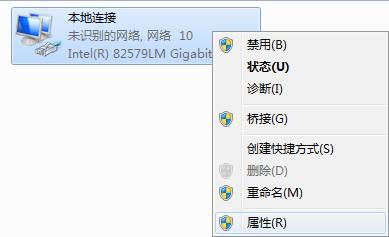 本地连接
未识别的网络, 网络  10
Intel(R) 82579LM Gigabit
禁用(B)
状态(U)
诊断(I)
桥接(G)
创建快捷方式(S)
删除(D)
重命名(M)
属性(R)